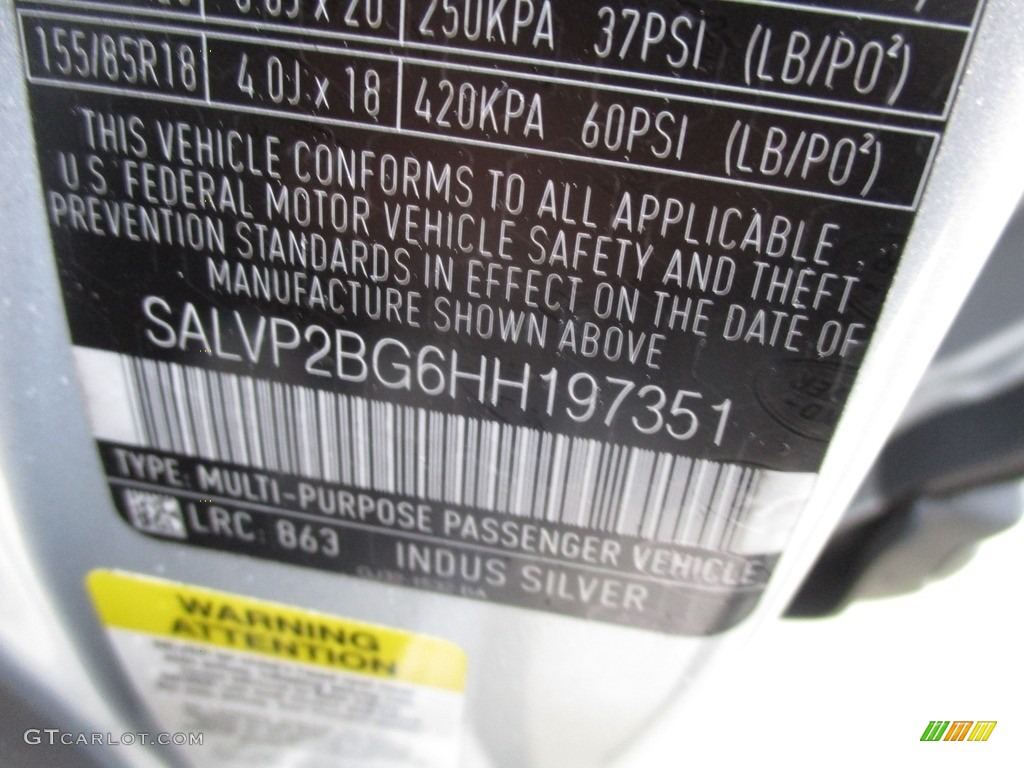 x 20 250KPA 37PSI (LB/PO²)
155/85R18 4.0J x 18 420KPA 60PSI (LB/PO²)
THIS VEHICLE CONFORMS TO ALL APPLICABLE
U.S. FEDERAL MOTOR VEHICLE SAFETY AND THEFT
PREVENTION STANDARDS IN EFFECT ON THE DATE OF
MANUFACTURE SHOWN ABOVE
SALVP2BG6HH197351
TYPE: MULTI-PURPOSE PASSENGER VEHICLE
LRC: 863 INDUS SILVER
WARNING
ATTENTION
GTCARLOT.COM